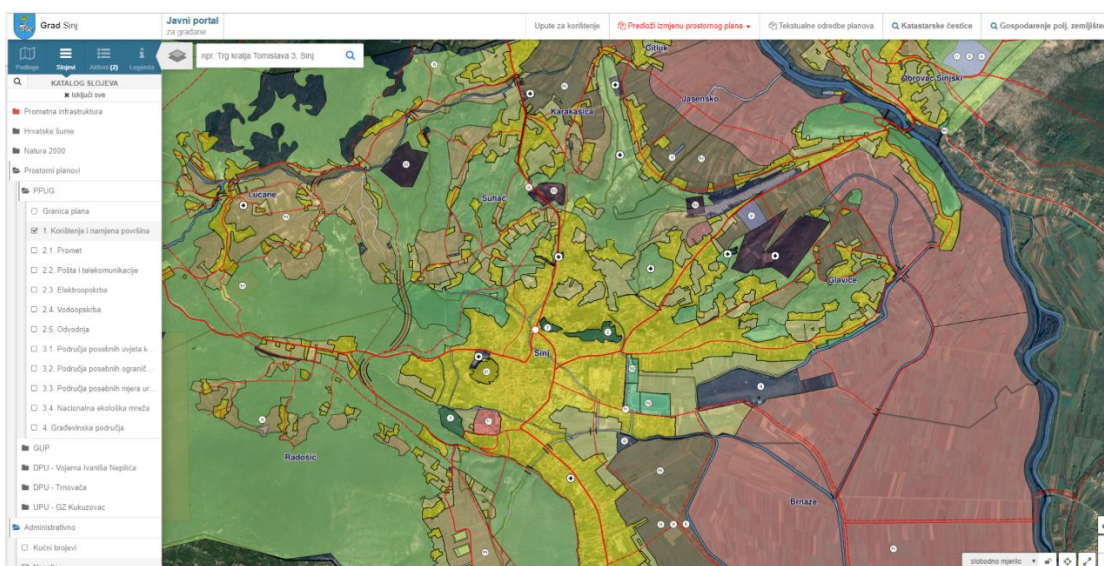 Grad Sinj
Javni portal
za građane
Upute za korištenje
Predloži izmjenu prostornog plana
Tekstualne odredbe planova
Katastarske čestice
Gospodarenje polj. zemljište
Podloge
Slojevi
Aktivni (2)
Legenda
npr. Trg kralja Tomislava 3, Sinj
KATALOG SLOJEVA
✖ Isključi sve
Prometna infrastruktura
Hrvatske šume
Natura 2000
Prostorni planovi
PPUG
Granica plana
1. Korištenje i namjena površina
2.1. Promet
2.2. Pošta i telekomunikacije
2.3. Elektroopskrba
2.4. Vodoopskrba
2.5. Odvodnja
3.1. Područja posebnih uvjeta k...
3.2. Područja posebnih ogranič...
3.3. Područja posebnih mjera ur...
3.4. Nacionalna ekološka mreža
4. Građevinska područja
GUP
DPU - Vojarna Ivaniša Nepilića
DPU - Trnovača
UPU - GZ Kukuzovac
Administrativno
Kućni brojevi
Čitluk
Obrovac Sinjski
Jasensko
Karakašica
Lučane
Suhač
Glavice
Sinj
Radošić
Brnaze
slobodno mjerilo